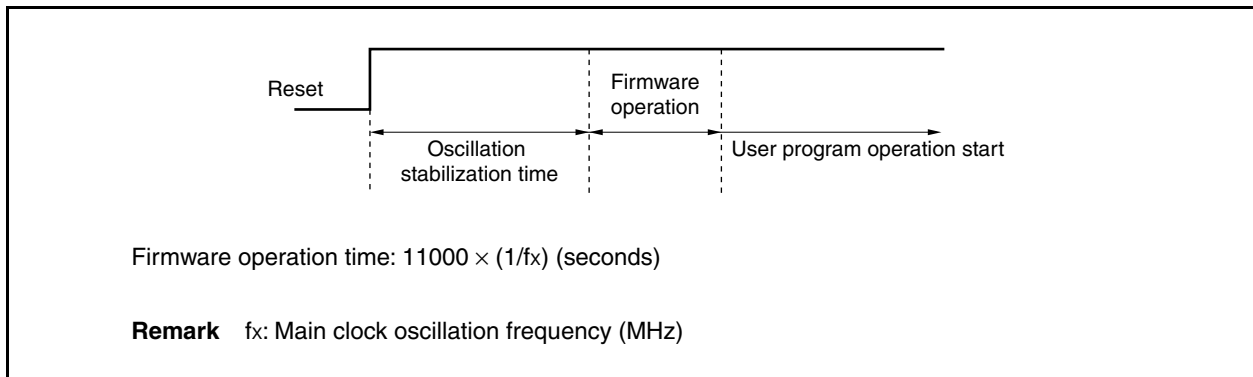 Reset
Firmware
operation
Oscillation
stabilization time
User program operation start
Firmware operation time: 11000 × (1/fx) (seconds)
Remark fx: Main clock oscillation frequency (MHz)